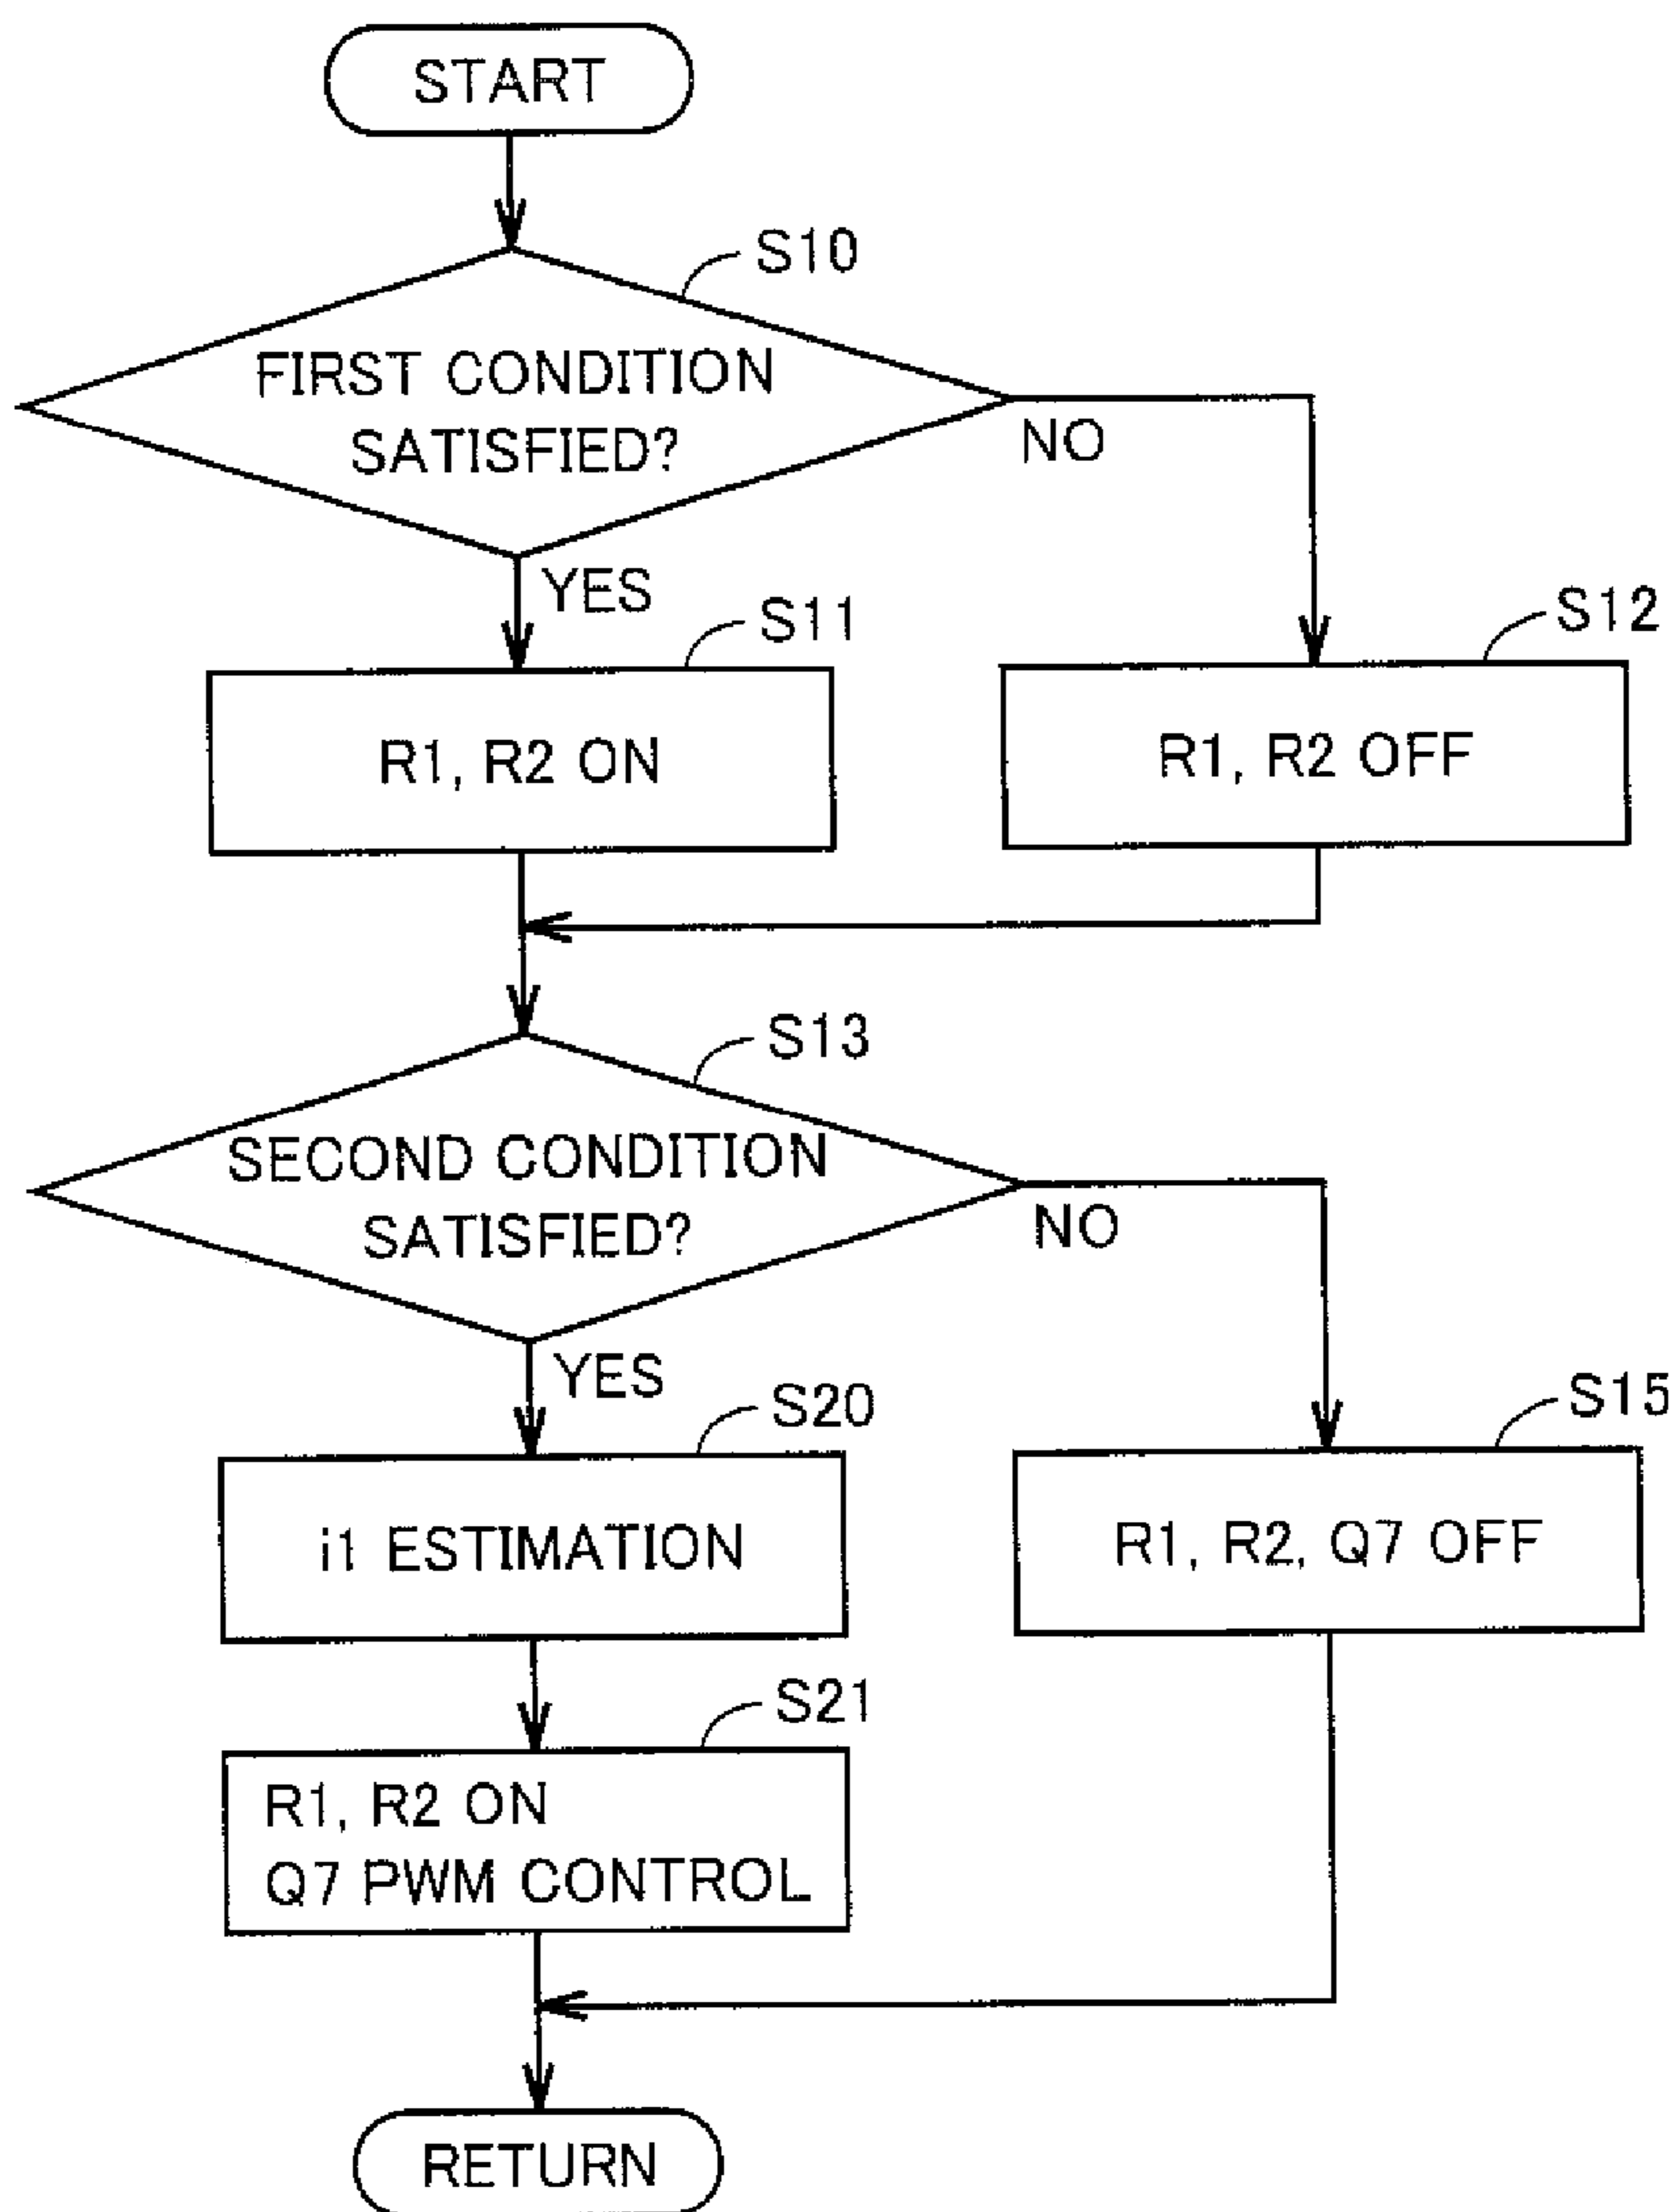 START
S10
FIRST CONDITION
SATISFIED?
NO
YES
S11
S12
R1, R2 ON
R1, R2 OFF
S13
SECOND CONDITION
SATISFIED?
NO
YES
S20
S15
i1 ESTIMATION
R1, R2, Q7 OFF
S21
R1, R2 ON
Q7 PWM CONTROL
RETURN